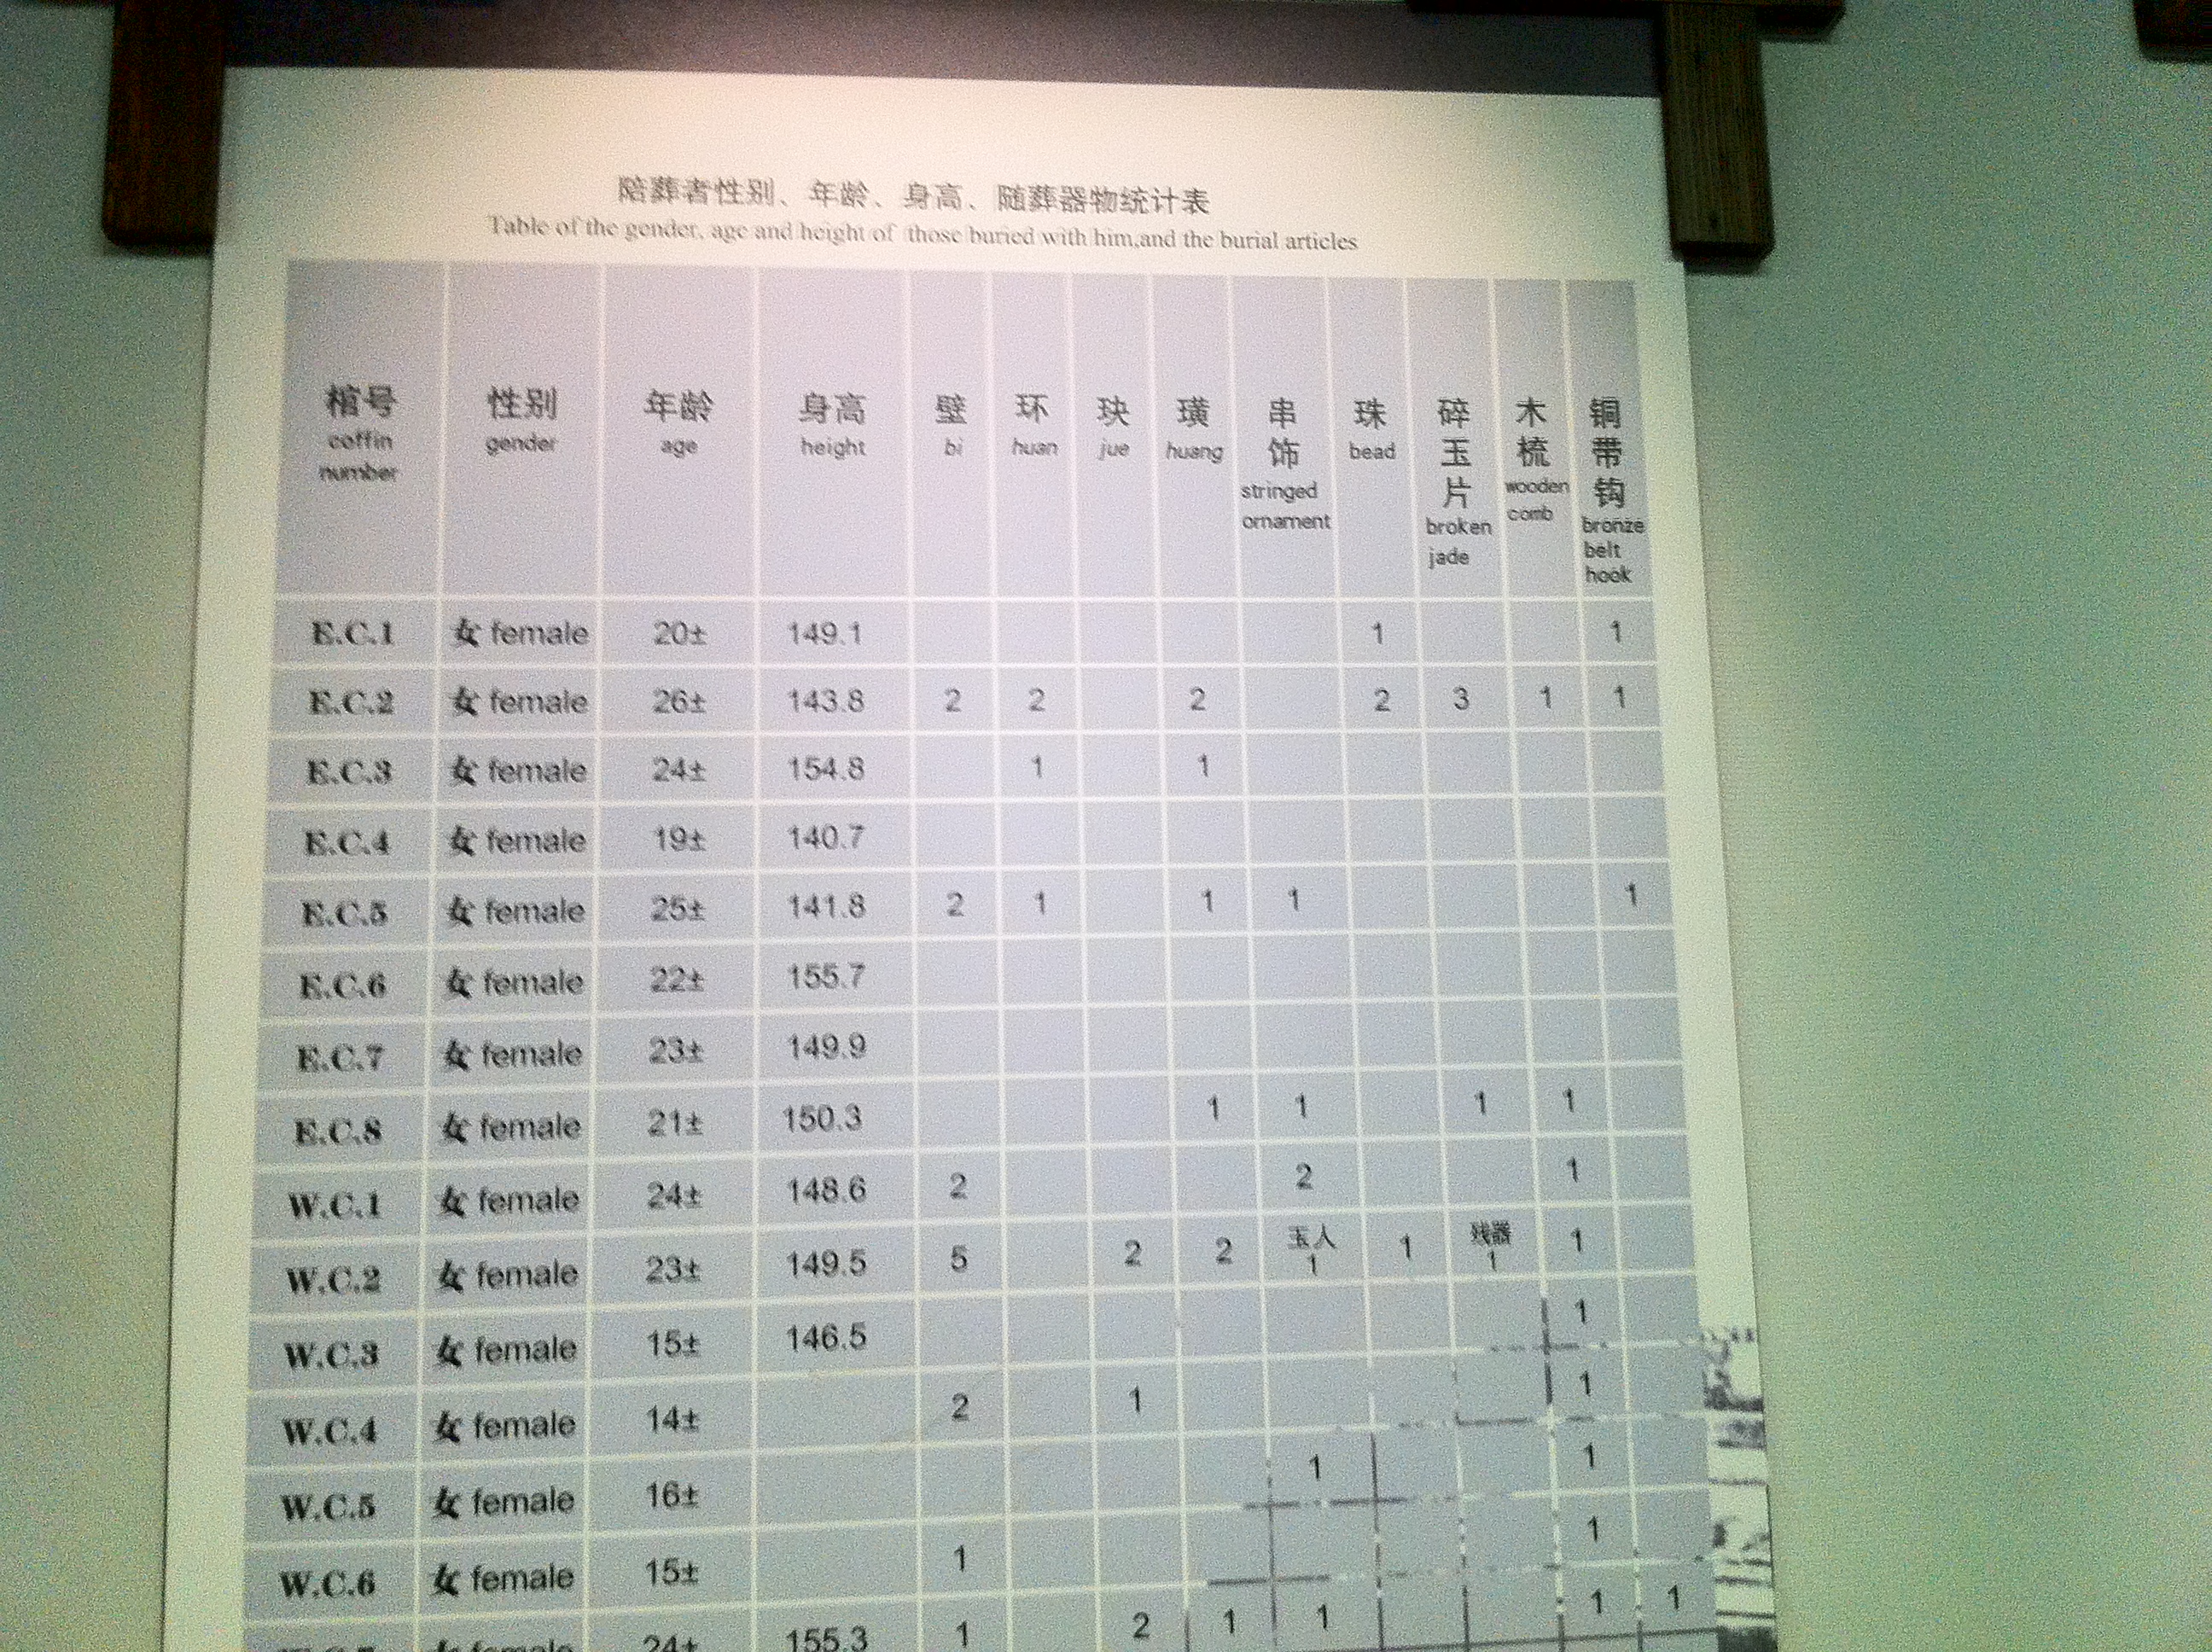 陪葬者性别、年龄、身高、随葬器物统计表
Table of the gender, age and height of those buried with him,and the burial articles
棺号 coffin number 性别 gender 年龄 age 身高 height 壁 bi 环 huan 玦 jue 璜 huang 串饰 stringed ornament 珠 bead 碎玉片 broken jade 木梳 wooden comb 铜带钩 bronze belt hook
E.C.1 女 female 20± 149.1 1 1
E.C.2 女 female 26± 143.8 2 2 2 2 3 1 1
E.C.3 女 female 24± 154.8 1 1
E.C.4 女 female 19± 140.7
E.C.5 女 female 25± 141.8 2 1 1 1 1
E.C.6 女 female 22± 155.7
E.C.7 女 female 23± 149.9
E.C.8 女 female 21± 150.3 1 1 1 1
W.C.1 女 female 24± 148.6 2 2 1
W.C.2 女 female 23± 149.5 5 2 2 玉人 1 1 残器 1 1
W.C.3 女 female 15± 146.5 1
W.C.4 女 female 14± 2 1 1
W.C.5 女 female 16± 1 1
W.C.6 女 female 15± 1 1
female 24± 155.3 1 2 1 1 1 1